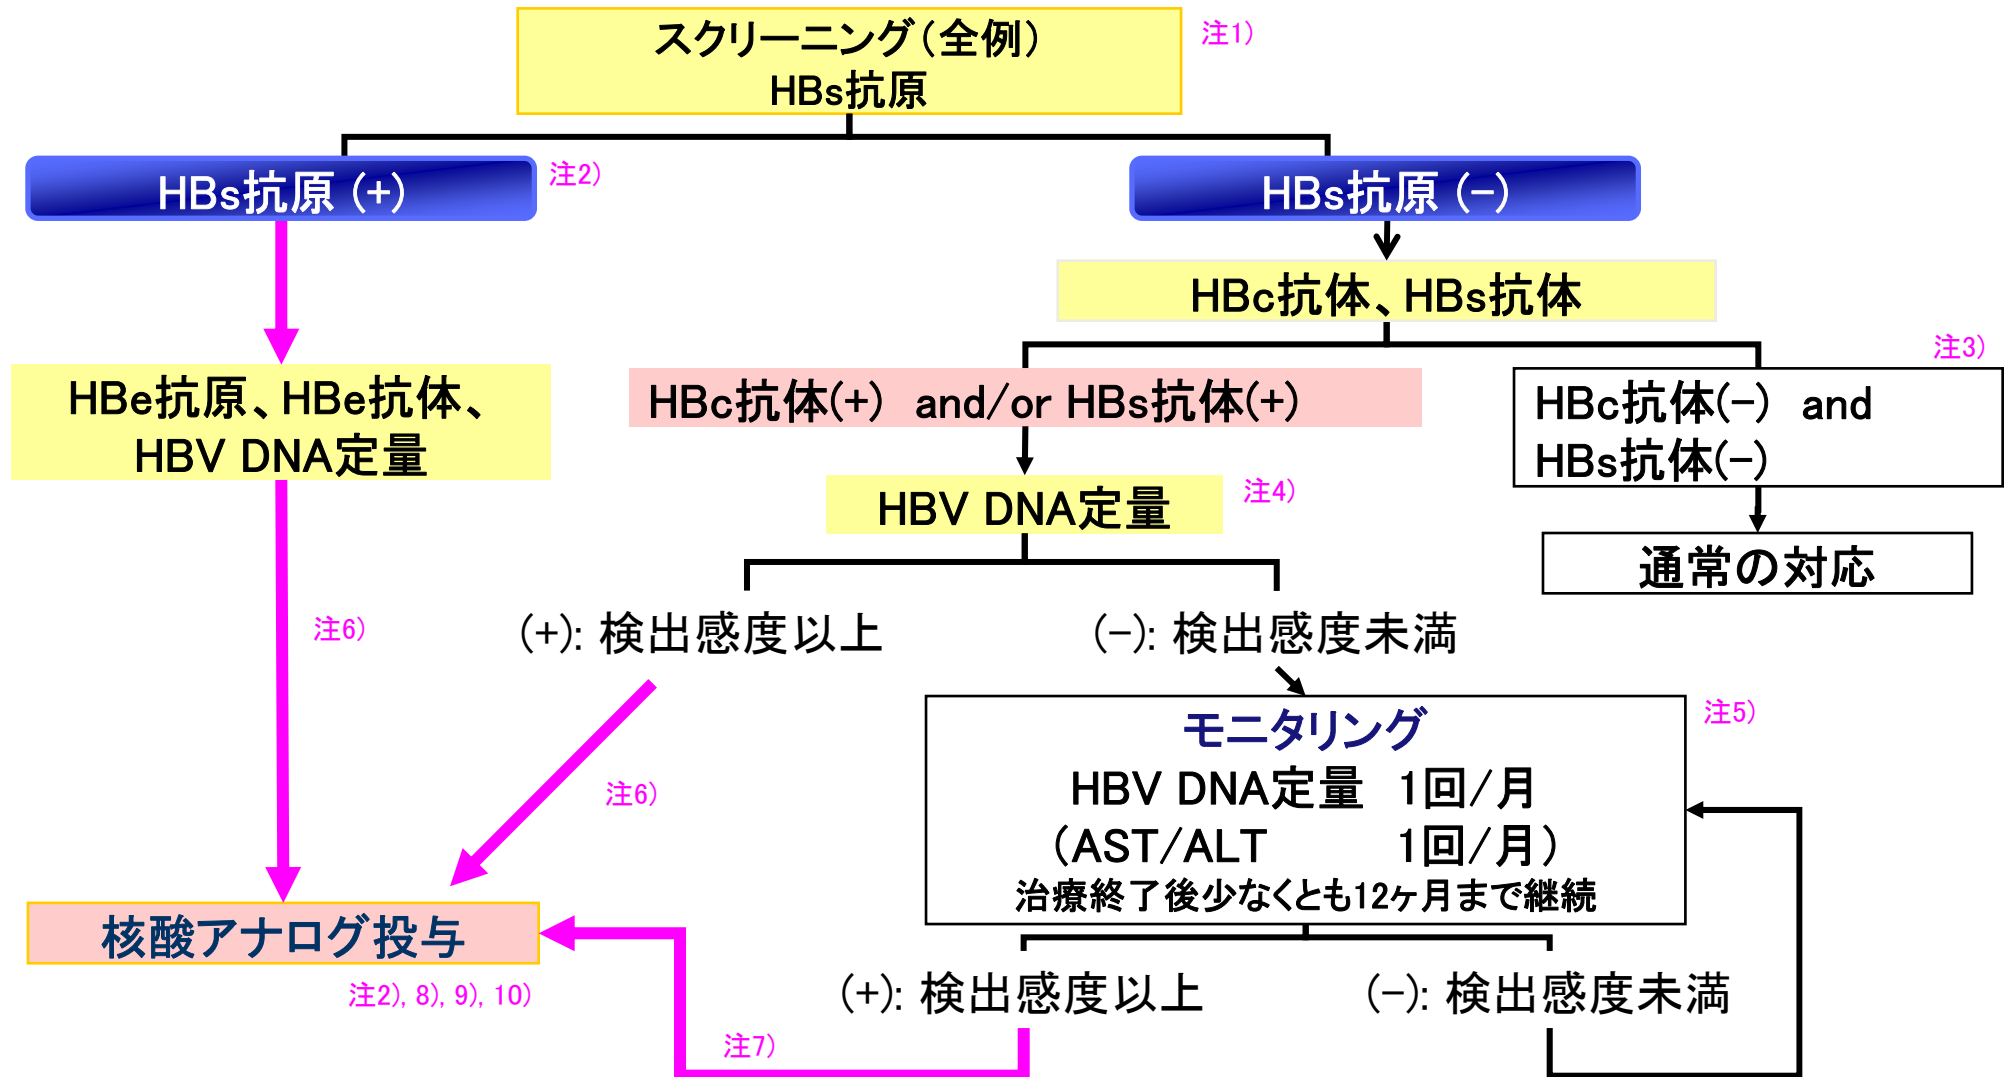 スクリーニング(全例)
HBs抗原
注1)
HBs抗原 (+)
注2)
HBs抗原 (−)
HBc抗体、HBs抗体
注3)
HBe抗原、HBe抗体、
HBV DNA定量
HBc抗体(+) and/or HBs抗体(+)
HBc抗体(−) and
HBs抗体(−)
HBV DNA定量
注4)
通常の対応
注6)
(+): 検出感度以上
(−): 検出感度未満
注6)
モニタリング
注5)
HBV DNA定量 1回/月
(AST/ALT 1回/月)
治療終了後少なくとも12ヶ月まで継続
核酸アナログ投与
注2), 8), 9), 10)
(+): 検出感度以上
(−): 検出感度未満
注7)